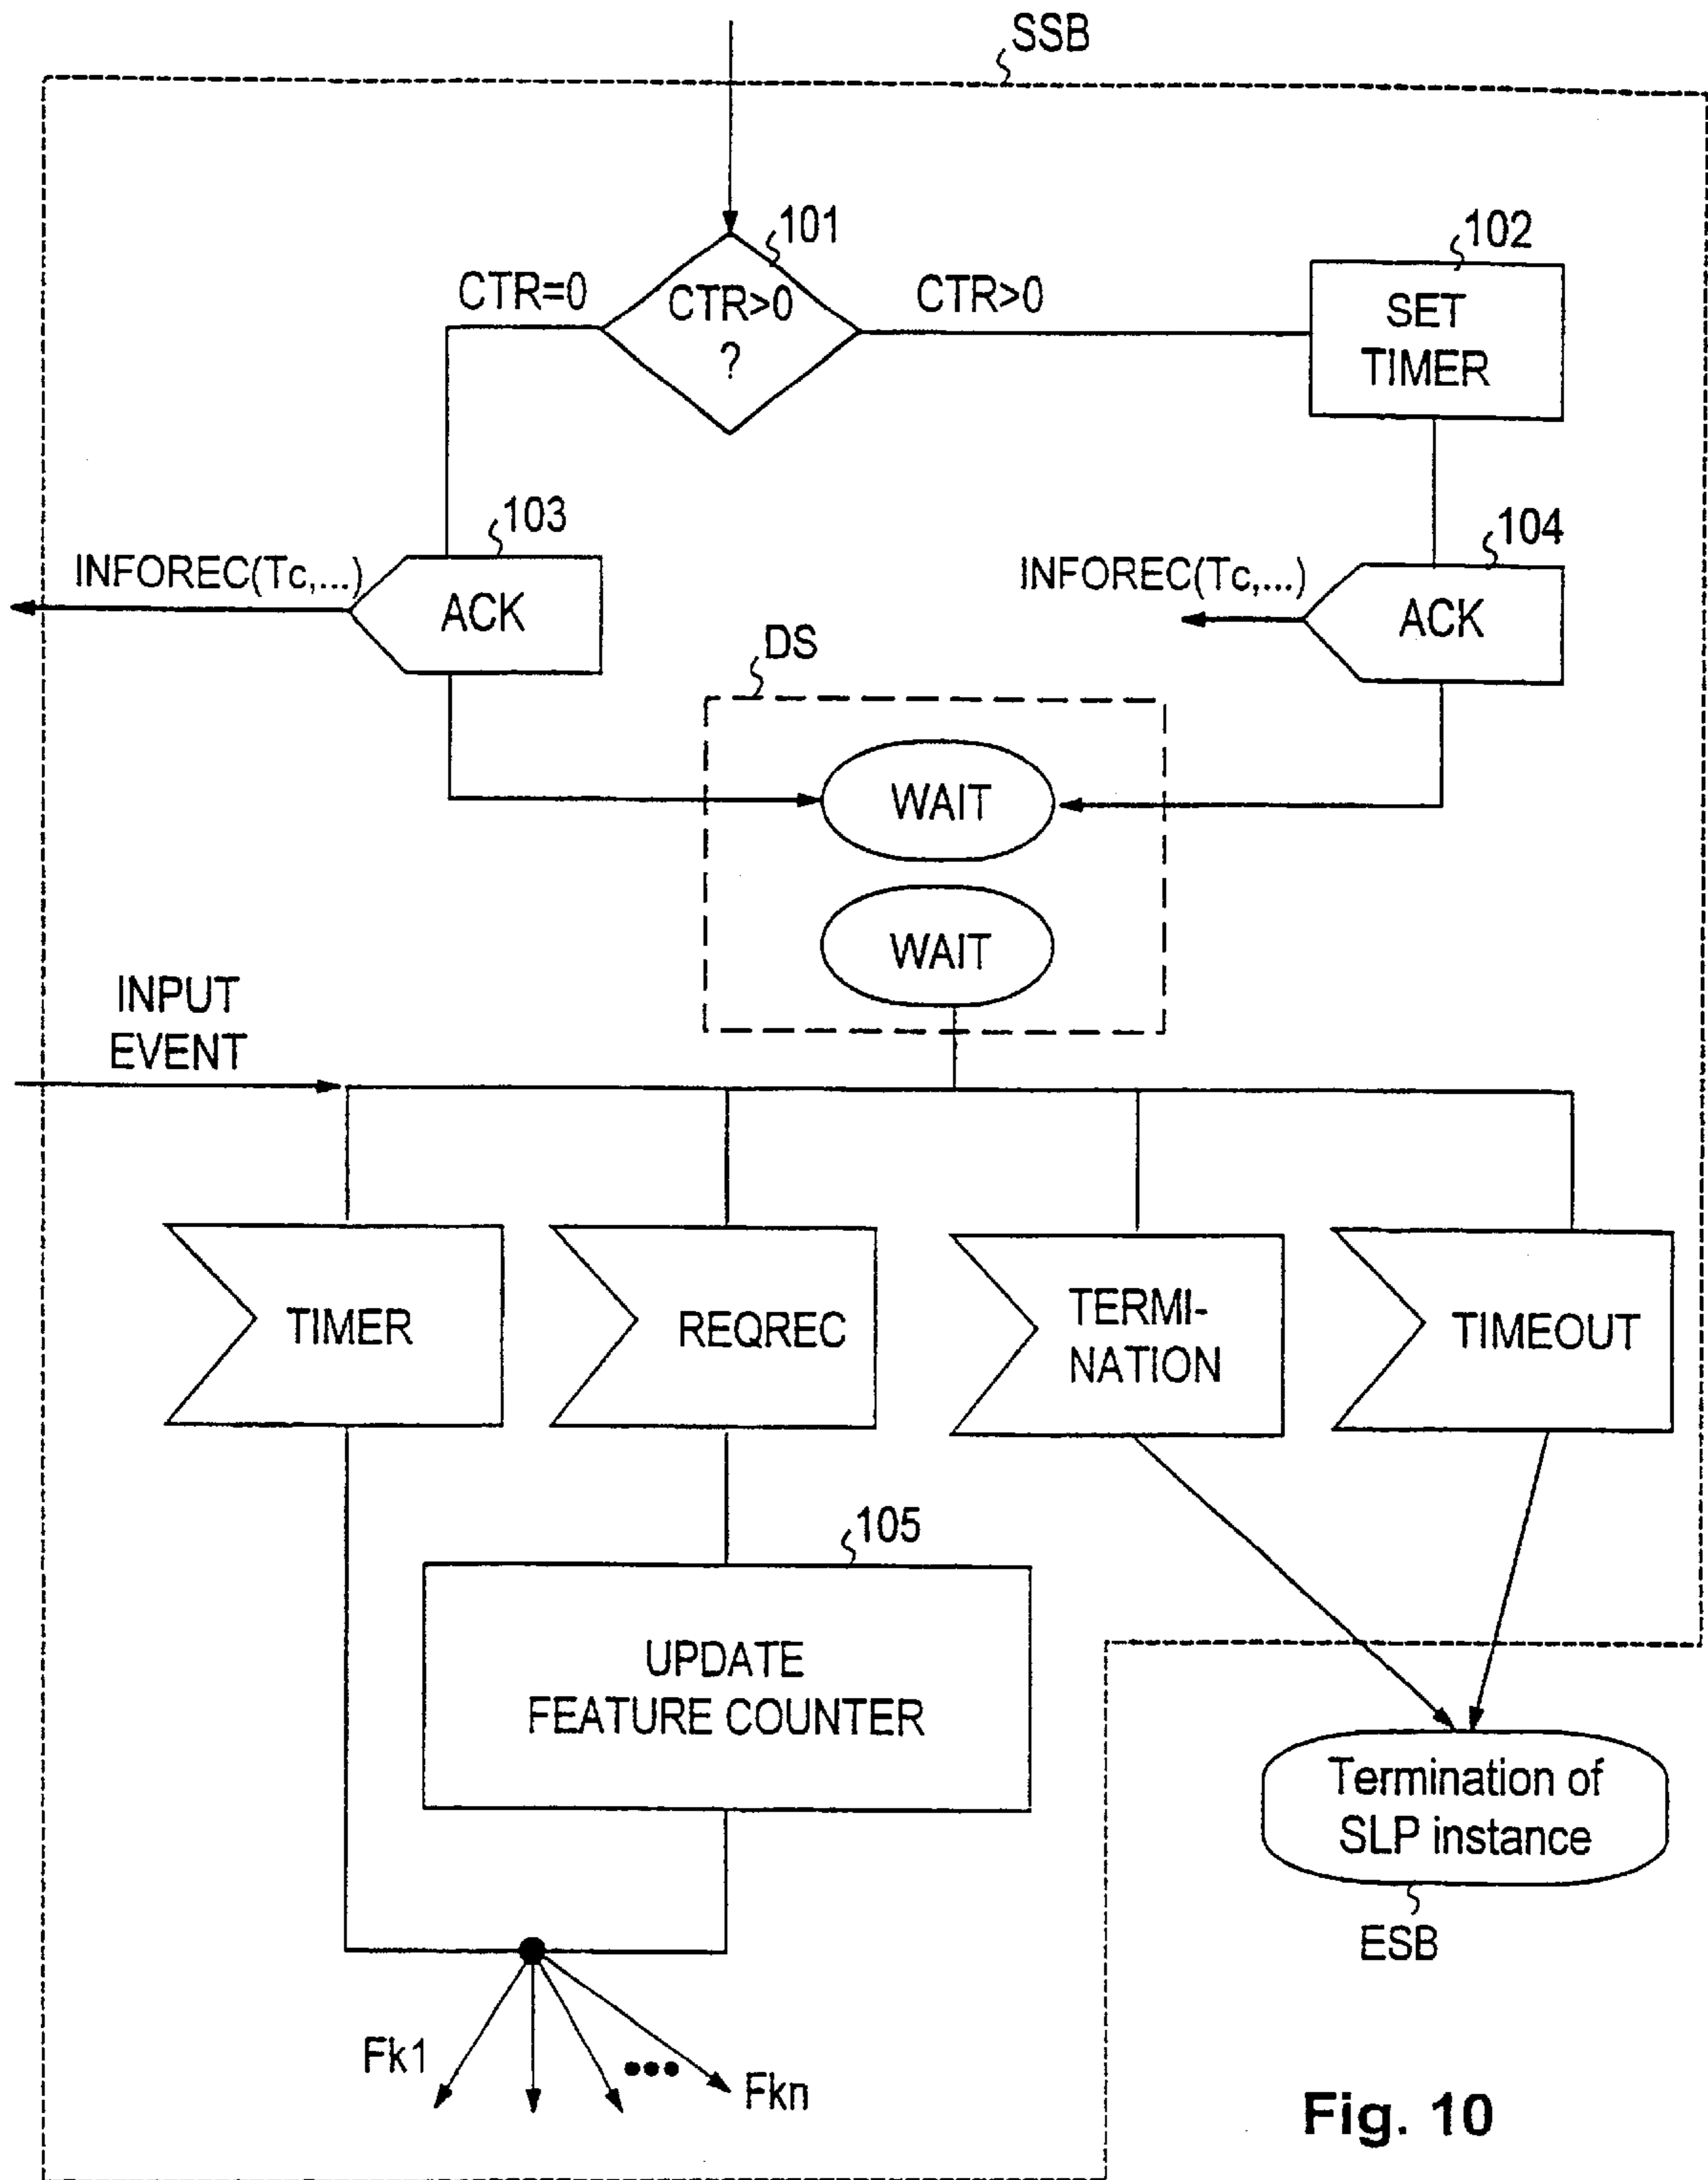 SSB
101
102
CTR=0
CTR>0
?
CTR>0
SET
TIMER
103
104
INFOREC(Tc,...)
ACK
INFOREC(Tc,...)
ACK
DS
WAIT
WAIT
INPUT
EVENT
TIMER
REQREC
TERMI-
NATION
TIMEOUT
105
UPDATE
FEATURE COUNTER
Termination of
SLP instance
ESB
Fk1
Fkn
Fig. 10